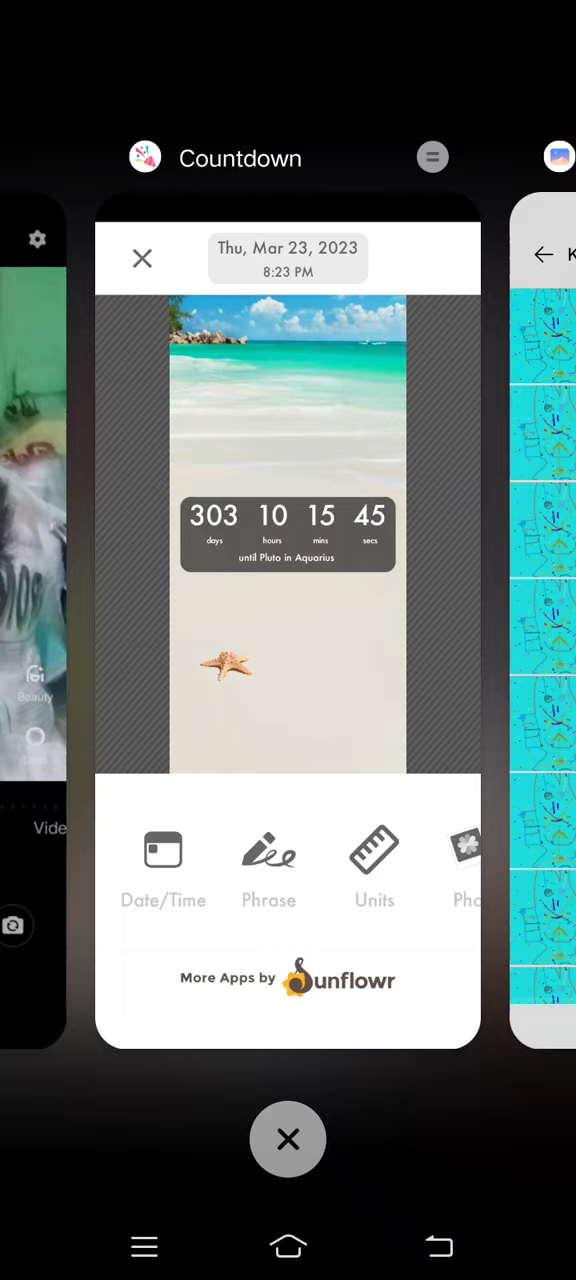 Countdown
Thu, Mar 23, 2023
8:23 PM
K
303 10 15 45
days hours mins secs
until Pluto in Aquarius
Beauty
Vide
Date/Time Phrase Units Pho
More Apps by Sunflowr